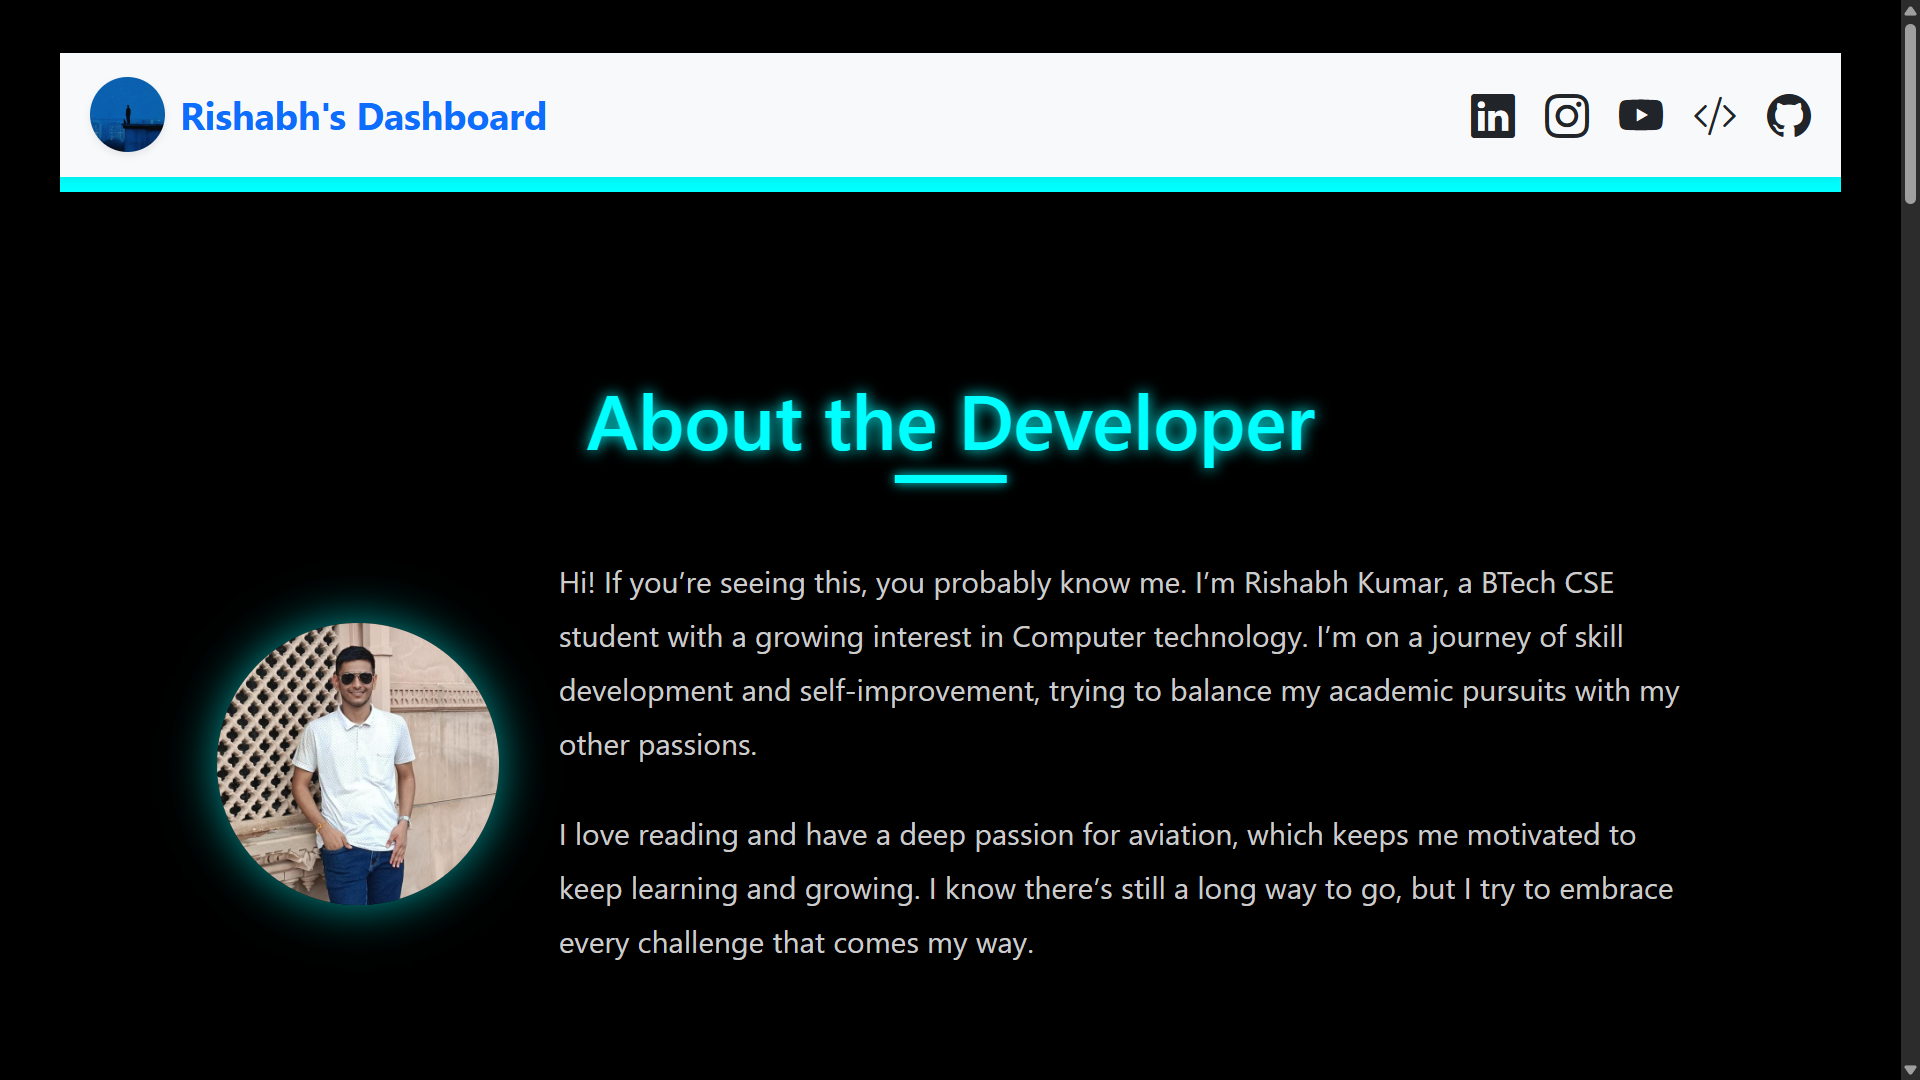 Rishabh's Dashboard
About the Developer
Hi! If you’re seeing this, you probably know me. I’m Rishabh Kumar, a BTech CSE
student with a growing interest in Computer technology. I’m on a journey of skill
development and self-improvement, trying to balance my academic pursuits with my
other passions.
I love reading and have a deep passion for aviation, which keeps me motivated to
keep learning and growing. I know there’s still a long way to go, but I try to embrace
every challenge that comes my way.